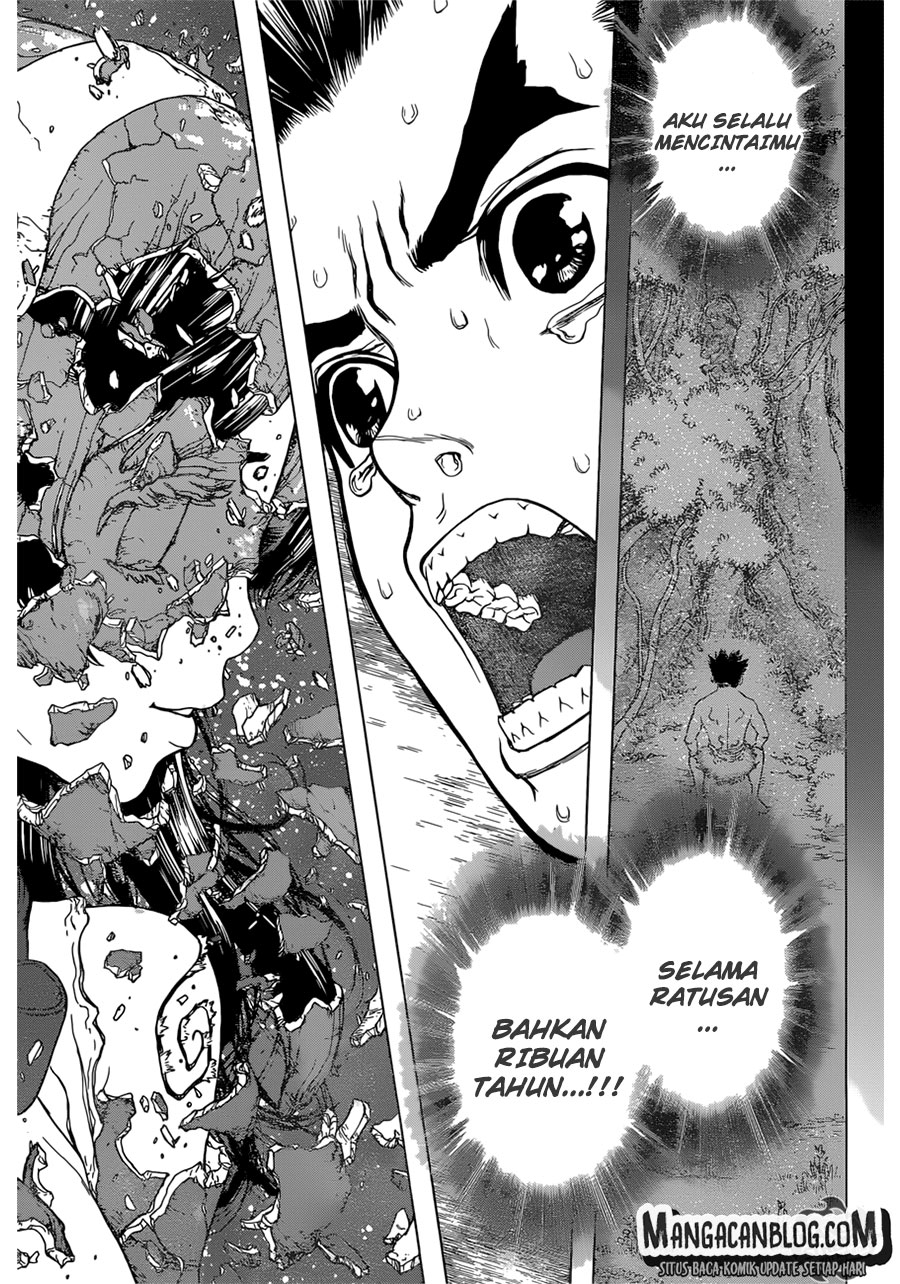 AKU SELALU
MENCINTAIMU
...
SELAMA
RATUSAN
...
BAHKAN
RIBUAN
TAHUN...!!!
MANGACANBLOG.COM
SITUS BACA KOMIK UPDATE SETIAP HARI